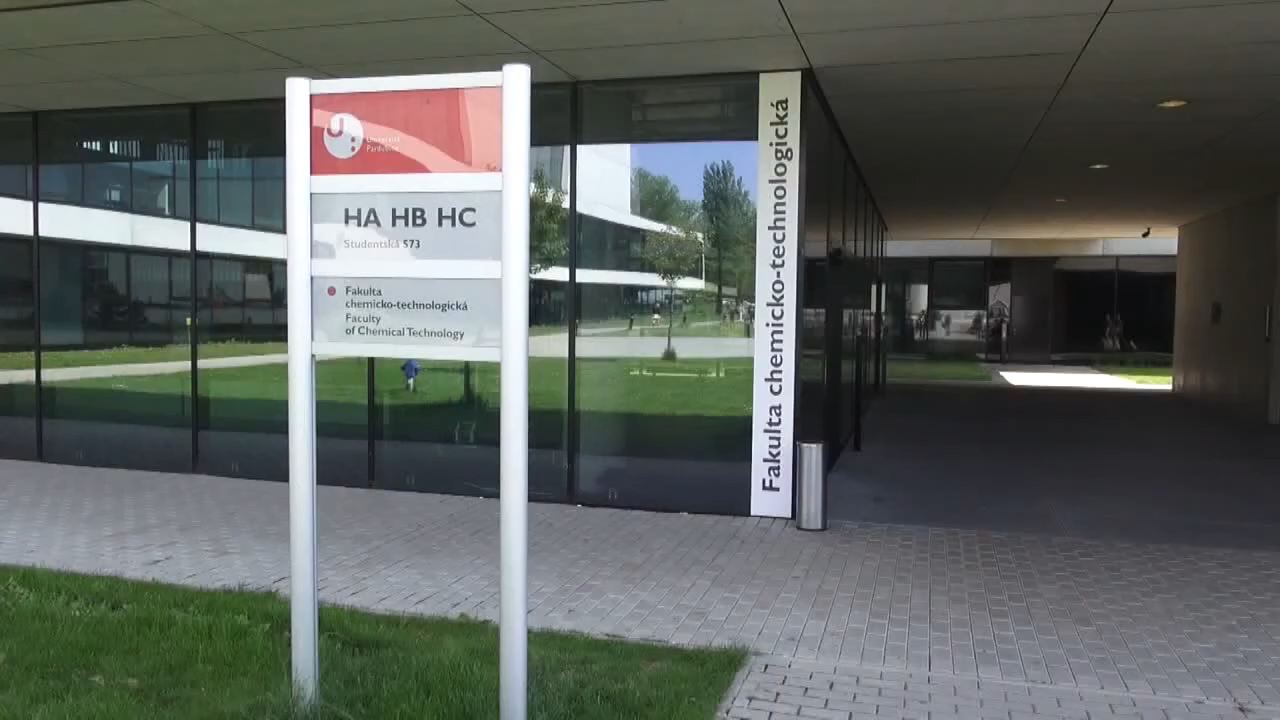 U:
Univerzita
Pardubice
HA HB HC
Studentská 573
Fakulta
chemicko-technologická
Faculty
of Chemical Technology
Fakulta chemicko-technologická